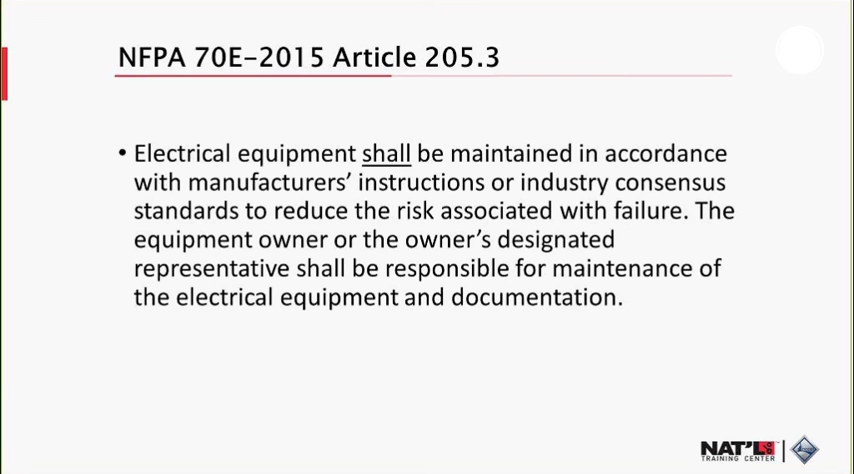 NFPA 70E-2015 Article 205.3
• Electrical equipment shall be maintained in accordance
with manufacturers’ instructions or industry consensus
standards to reduce the risk associated with failure. The
equipment owner or the owner’s designated
representative shall be responsible for maintenance of
the electrical equipment and documentation.
NAT'L
TRAINING CENTER